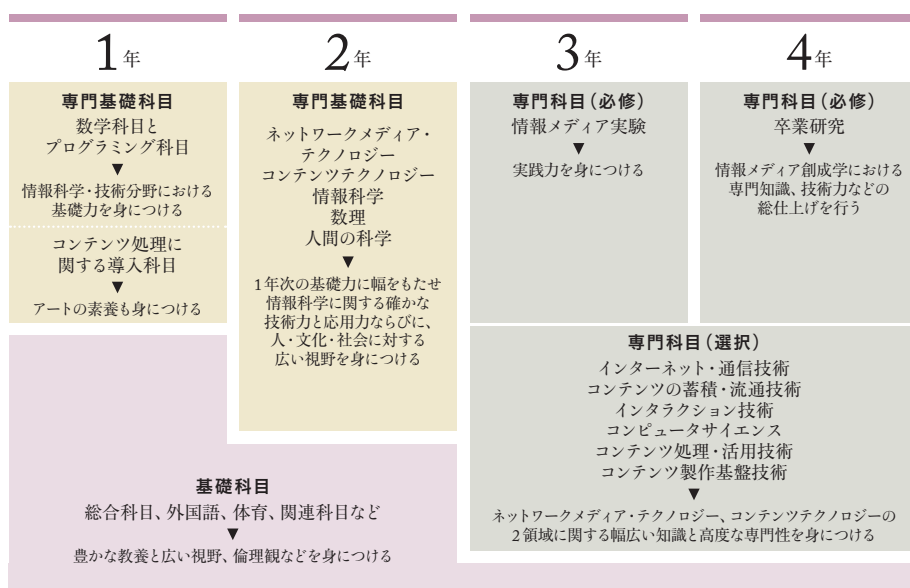 1年
専門基礎科目
数学科目と
プログラミング科目
▼
情報科学・技術分野における
基礎力を身につける
コンテンツ処理に
関する導入科目
▼
アートの素養も身につける
2年
専門基礎科目
ネットワークメディア・
テクノロジー
コンテンツテクノロジー
情報科学
数理
人間の科学
▼
1年次の基礎力に幅をもたせ
情報科学に関する確かな
技術力と応用力ならびに、
人・文化・社会に対する
広い視野を身につける
3年
専門科目(必修)
情報メディア実験
▼
実践力を身につける
4年
専門科目(必修)
卒業研究
▼
情報メディア創成学における
専門知識、技術力などの
総仕上げを行う
専門科目(選択)
インターネット・通信技術
コンテンツの蓄積・流通技術
インタラクション技術
コンピュータサイエンス
コンテンツ処理・活用技術
コンテンツ製作基盤技術
▼
ネットワークメディア・テクノロジー、コンテンツテクノロジーの
2領域に関する幅広い知識と高度な専門性を身につける
基礎科目
総合科目、外国語、体育、関連科目など
▼
豊かな教養と広い視野、倫理観などを身につける